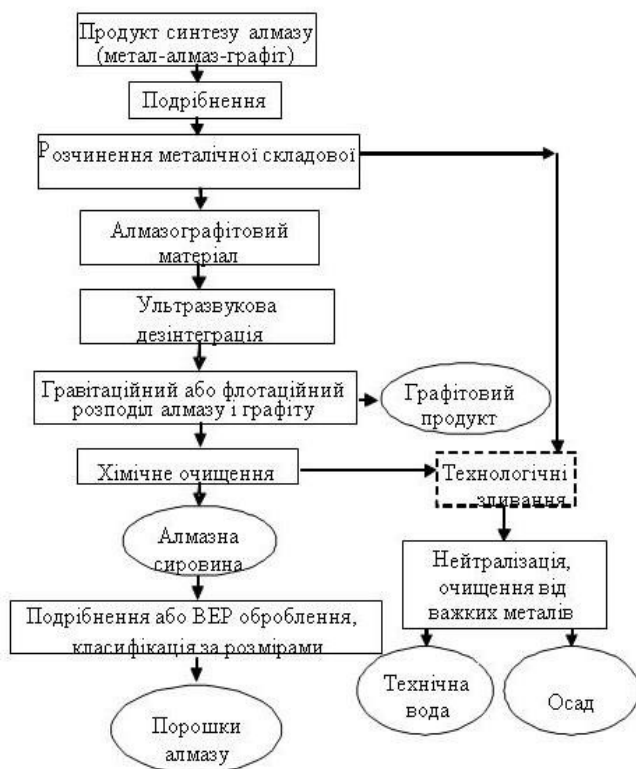 Продукт синтезу алмазу
(метал-алмаз-графіт)
Подрібнення
Розчинення металічної складової
Алмазографітовий
матеріал
Ультразвукова
дезінтеграція
Гравітаційний або флотаційний
розподіл алмазу і графіту
Графітовий
продукт
Хімічне очищення
Технологічні
зливання
Алмазна
сировина
Нейтралізація,
очищення від
важких металів
Подрібнення або ВЕР оброблення,
класифікація за розмірами
Технічна
вода
Осад
Порошки
алмазу